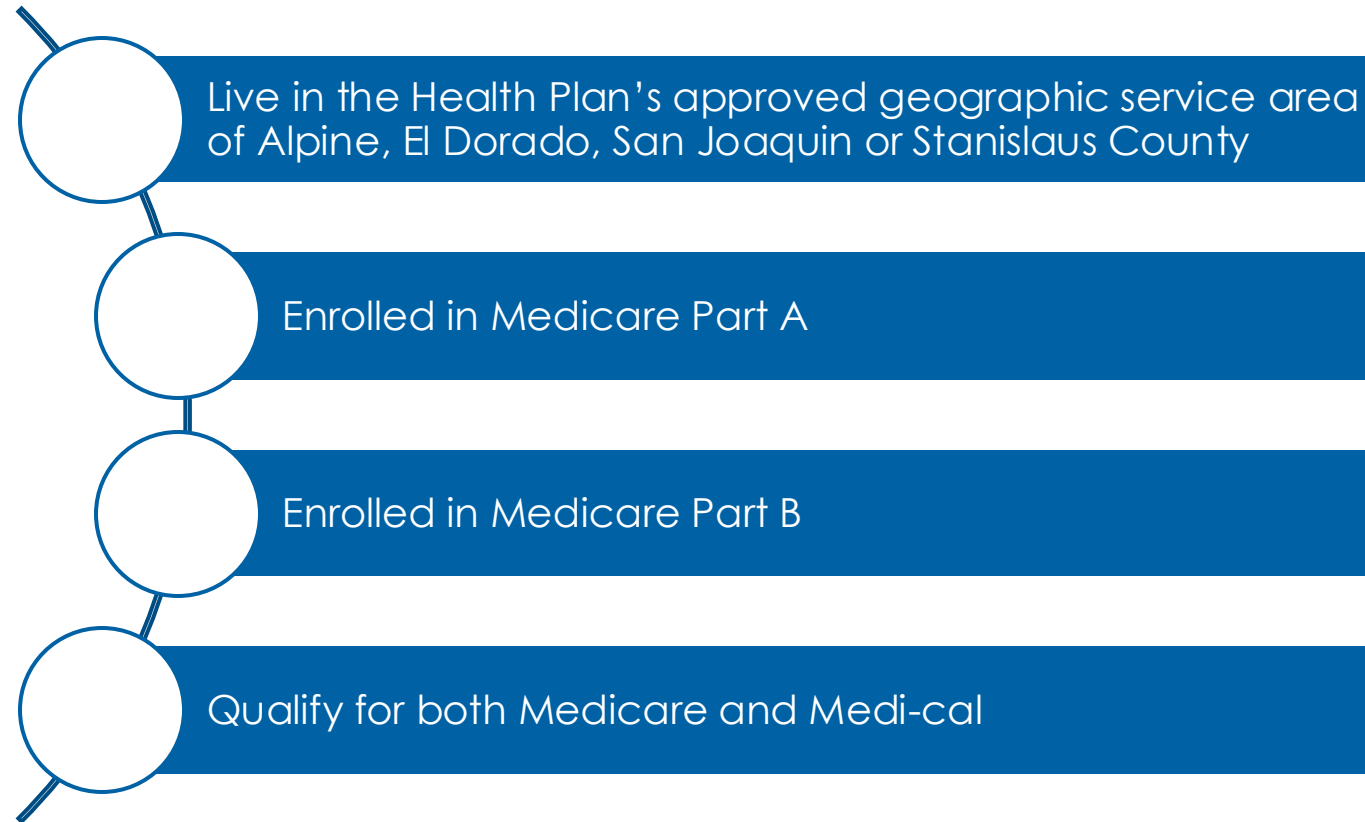 Live in the Health Plan’s approved geographic service area
of Alpine, El Dorado, San Joaquin or Stanislaus County
Enrolled in Medicare Part A
Enrolled in Medicare Part B
Qualify for both Medicare and Medi-cal